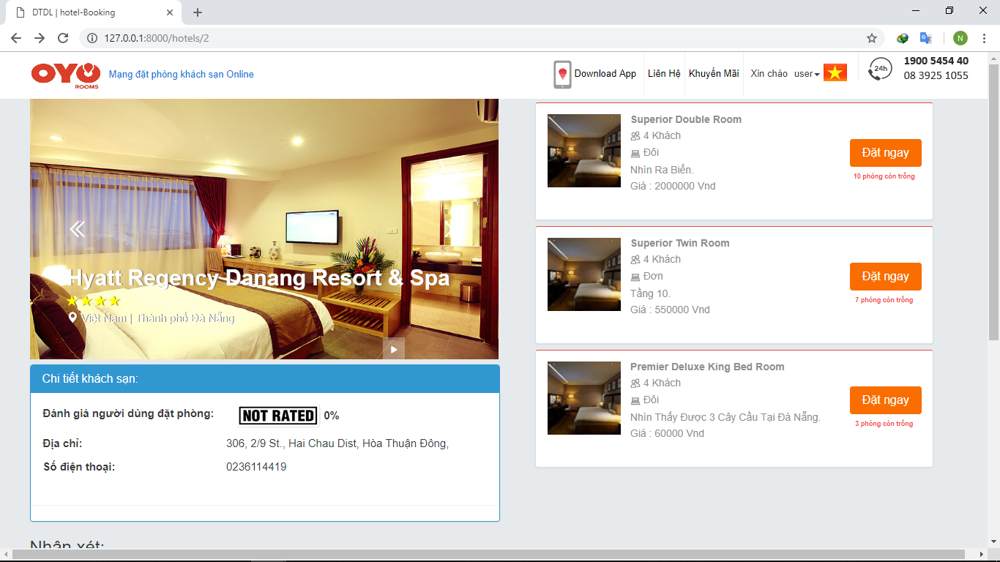 DTDL | hotel-Booking
127.0.0.1:8000/hotels/2
N
OYO
ROOMS
Mạng đặt phòng khách sạn Online
Download App
Liên Hệ
Khuyến Mãi
Xin chào user
24h
1900 5454 40
08 3925 1055
Hyatt Regency Danang Resort & Spa
Việt Nam | Thành phố Đà Nẵng
Chi tiết khách sạn:
Đánh giá người dùng đặt phòng: NOT RATED 0%
Địa chỉ: 306, 2/9 St., Hai Chau Dist, Hòa Thuận Đông,
Số điện thoại: 0236114419
Nhận xét:
Superior Double Room
4 Khách
Đôi
Nhìn Ra Biển.
Giá : 2000000 Vnd
Đặt ngay
10 phòng còn trống
Superior Twin Room
4 Khách
Đơn
Tầng 10.
Giá : 550000 Vnd
Đặt ngay
7 phòng còn trống
Premier Deluxe King Bed Room
4 Khách
Đôi
Nhìn Thấy Được 3 Cây Cầu Tại Đà Nẵng.
Giá : 60000 Vnd
Đặt ngay
3 phòng còn trống